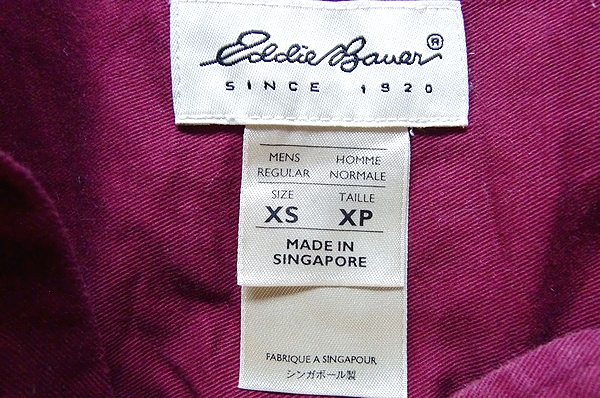 Eddie Bauer®
SINCE 1920
MENS HOMME
REGULAR NORMALE
SIZE TAILLE
XS XP
MADE IN
SINGAPORE
FABRIQUE A SINGAPOUR
シンガポール製